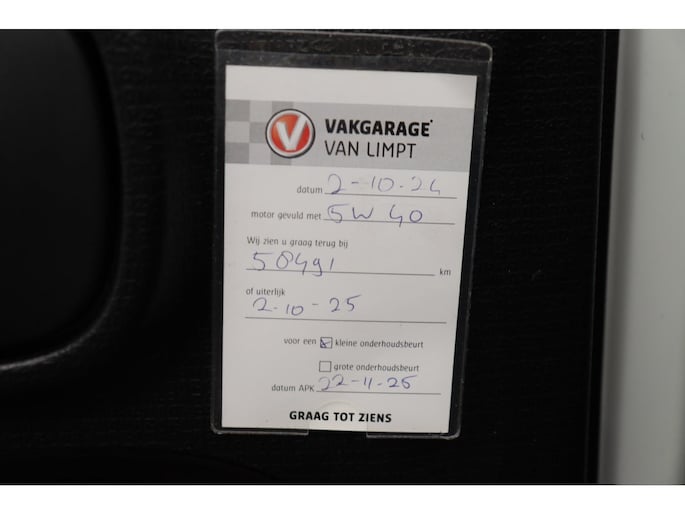 V
VAKGARAGE
VAN LIMPT
datum 2-10-24
motor gevuld met 5W 40
Wij zien u graag terug bij
58491 km
of uiterlijk
2-10-25
voor een kleine onderhoudsbeurt
grote onderhoudsbeurt
datum APK 22-11-25
GRAAG TOT ZIENS